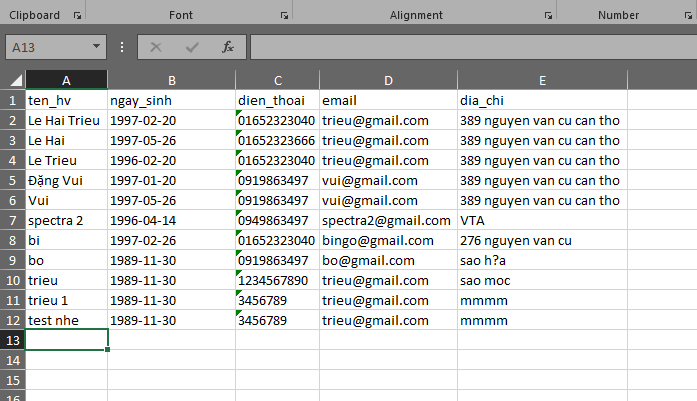 Clipboard Font Alignment Number
A13 fx
A B C D E
1 ten_hv ngay_sinh dien_thoai email dia_chi
2 Le Hai Trieu 1997-02-20 01652323040 trieu@gmail.com 389 nguyen van cu can tho
3 Le Hai 1997-05-26 01652323666 trieu@gmail.com 389 nguyen van cu can tho
4 Le Trieu 1996-02-20 01652323040 trieu@gmail.com 389 nguyen van cu can tho
5 Đặng Vui 1997-01-20 0919863497 vui@gmail.com 389 nguyen van cu can tho
6 Vui 1997-05-26 0919863497 vui@gmail.com 389 nguyen van cu can tho
7 spectra 2 1996-04-14 0949863497 spectra2@gmail.com VTA
8 bi 1997-02-26 01652323040 bingo@gmail.com 276 nguyen van cu
9 bo 1989-11-30 0919863497 bo@gmail.com sao h?a
10 trieu 1989-11-30 1234567890 trieu@gmail.com sao moc
11 trieu 1 1989-11-30 3456789 trieu@gmail.com mmmm
12 test nhe 1989-11-30 3456789 trieu@gmail.com mmmm
13
14
15
16